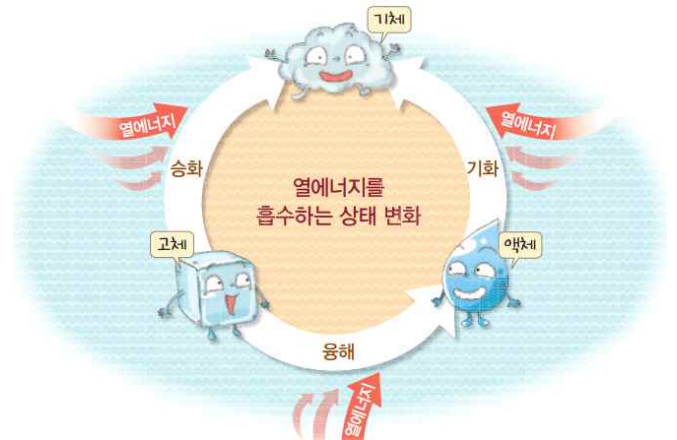 기체
열에너지
열에너지
승화
기화
열에너지를
흡수하는 상태 변화
고체
액체
융해
열에너지